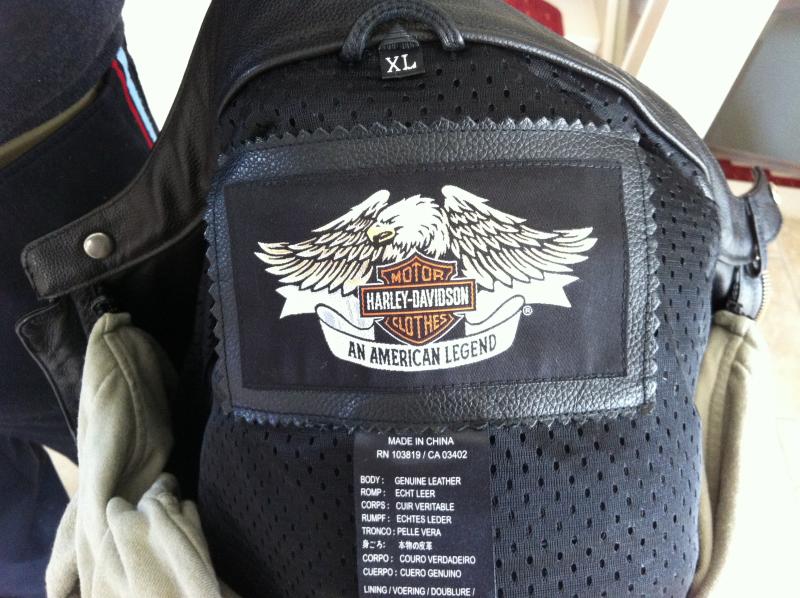 XL
MOTOR
HARLEY-DAVIDSON
CLOTHES
®
AN AMERICAN LEGEND
MADE IN CHINA
RN 103819 / CA 03402
BODY : GENUINE LEATHER
ROMP : ECHT LEER
CORPS : CUIR VERITABLE
RUMPF : ECHTES LEDER
TRONCO : PELLE VERA
身ごろ: 本物の皮革
CORPO : COURO VERDADEIRO
CUERPO : CUERO GENUINO
LINING / VOERING / DOUBLURE /